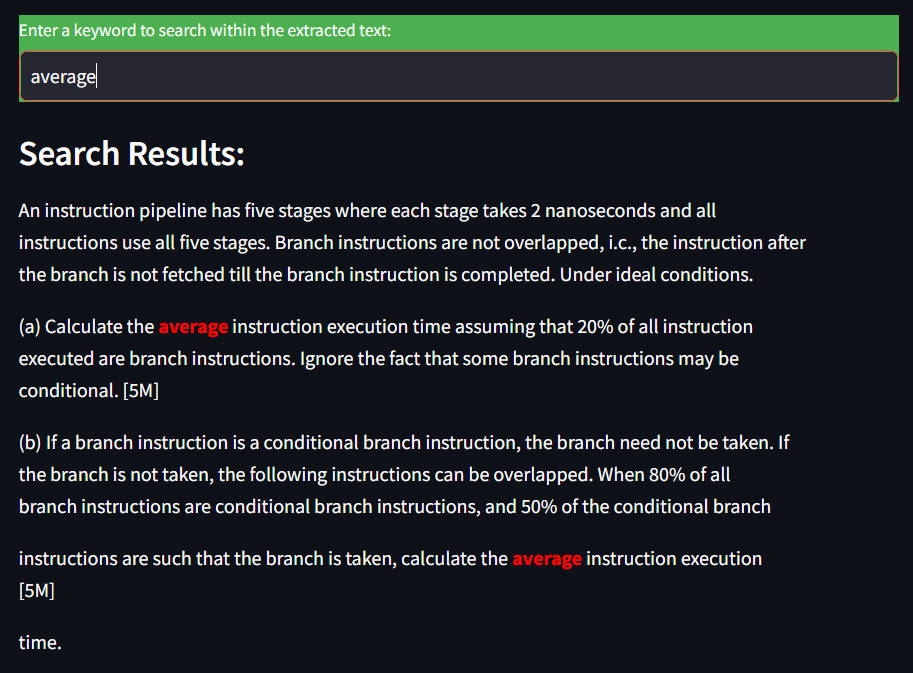 Enter a keyword to search within the extracted text:
average
Search Results:
An instruction pipeline has five stages where each stage takes 2 nanoseconds and all
instructions use all five stages. Branch instructions are not overlapped, i.c., the instruction after
the branch is not fetched till the branch instruction is completed. Under ideal conditions.
(a) Calculate the average instruction execution time assuming that 20% of all instruction
executed are branch instructions. Ignore the fact that some branch instructions may be
conditional. [5M]
(b) If a branch instruction is a conditional branch instruction, the branch need not be taken. If
the branch is not taken, the following instructions can be overlapped. When 80% of all
branch instructions are conditional branch instructions, and 50% of the conditional branch
instructions are such that the branch is taken, calculate the average instruction execution
[5M]
time.